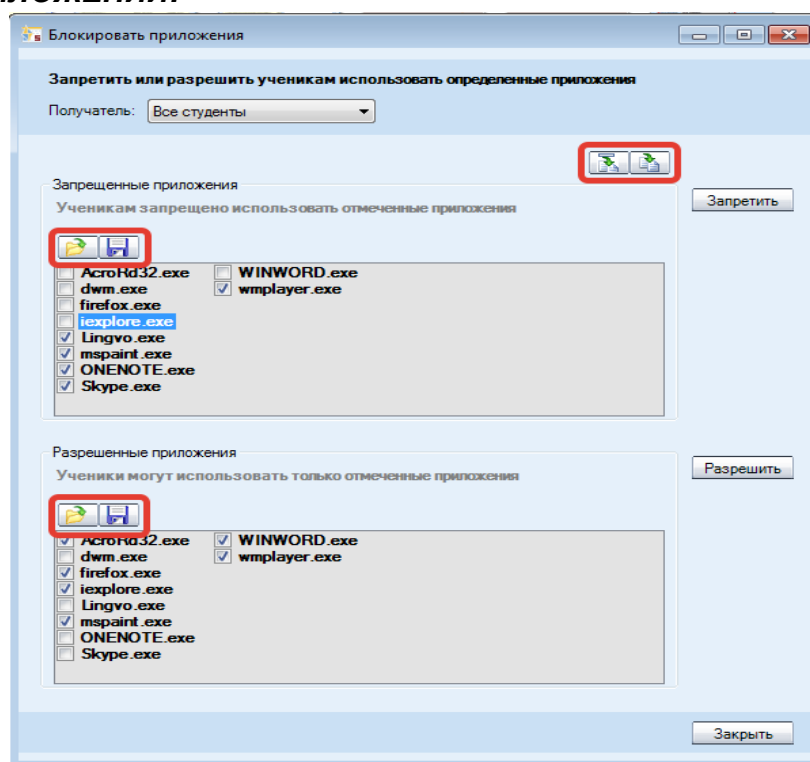 Блокировать приложения
Запретить или разрешить ученикам использовать определенные приложения
Получатель: Все студенты
Запрещенные приложения
Ученикам запрещено использовать отмеченные приложения
Запретить
AcroRd32.exe WINWORD.exe
dwm.exe wmplayer.exe
firefox.exe
iexplore.exe
Lingvo.exe
mspaint.exe
ONENOTE.exe
Skype.exe
Разрешенные приложения
Ученики могут использовать только отмеченные приложения
Разрешить
AcroRd32.exe WINWORD.exe
dwm.exe wmplayer.exe
firefox.exe
iexplore.exe
Lingvo.exe
mspaint.exe
ONENOTE.exe
Skype.exe
Закрыть